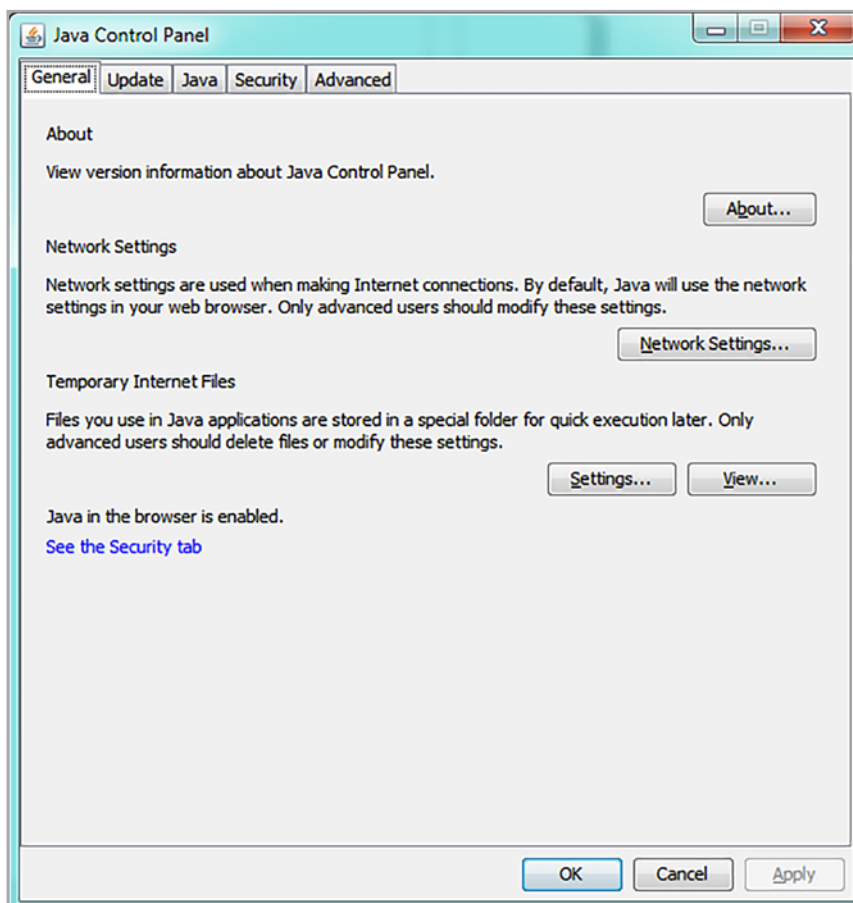 Java Control Panel
General Update Java Security Advanced
About
View version information about Java Control Panel.
About...
Network Settings
Network settings are used when making Internet connections. By default, Java will use the network
settings in your web browser. Only advanced users should modify these settings.
Network Settings...
Temporary Internet Files
Files you use in Java applications are stored in a special folder for quick execution later. Only
advanced users should delete files or modify these settings.
Settings... View...
Java in the browser is enabled.
See the Security tab
OK Cancel Apply